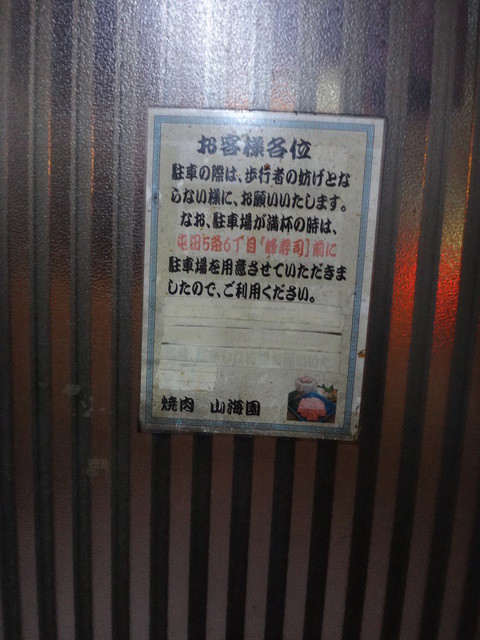 お客様各位
駐車の際は、歩行者の妨げとな
らない様に、お願いいたします。
なお、駐車場が満杯の時は、
屯田5条6丁目「蜂寿司」前に
駐車場を用意させていただきま
したので、ご利用ください。
焼肉 山海園